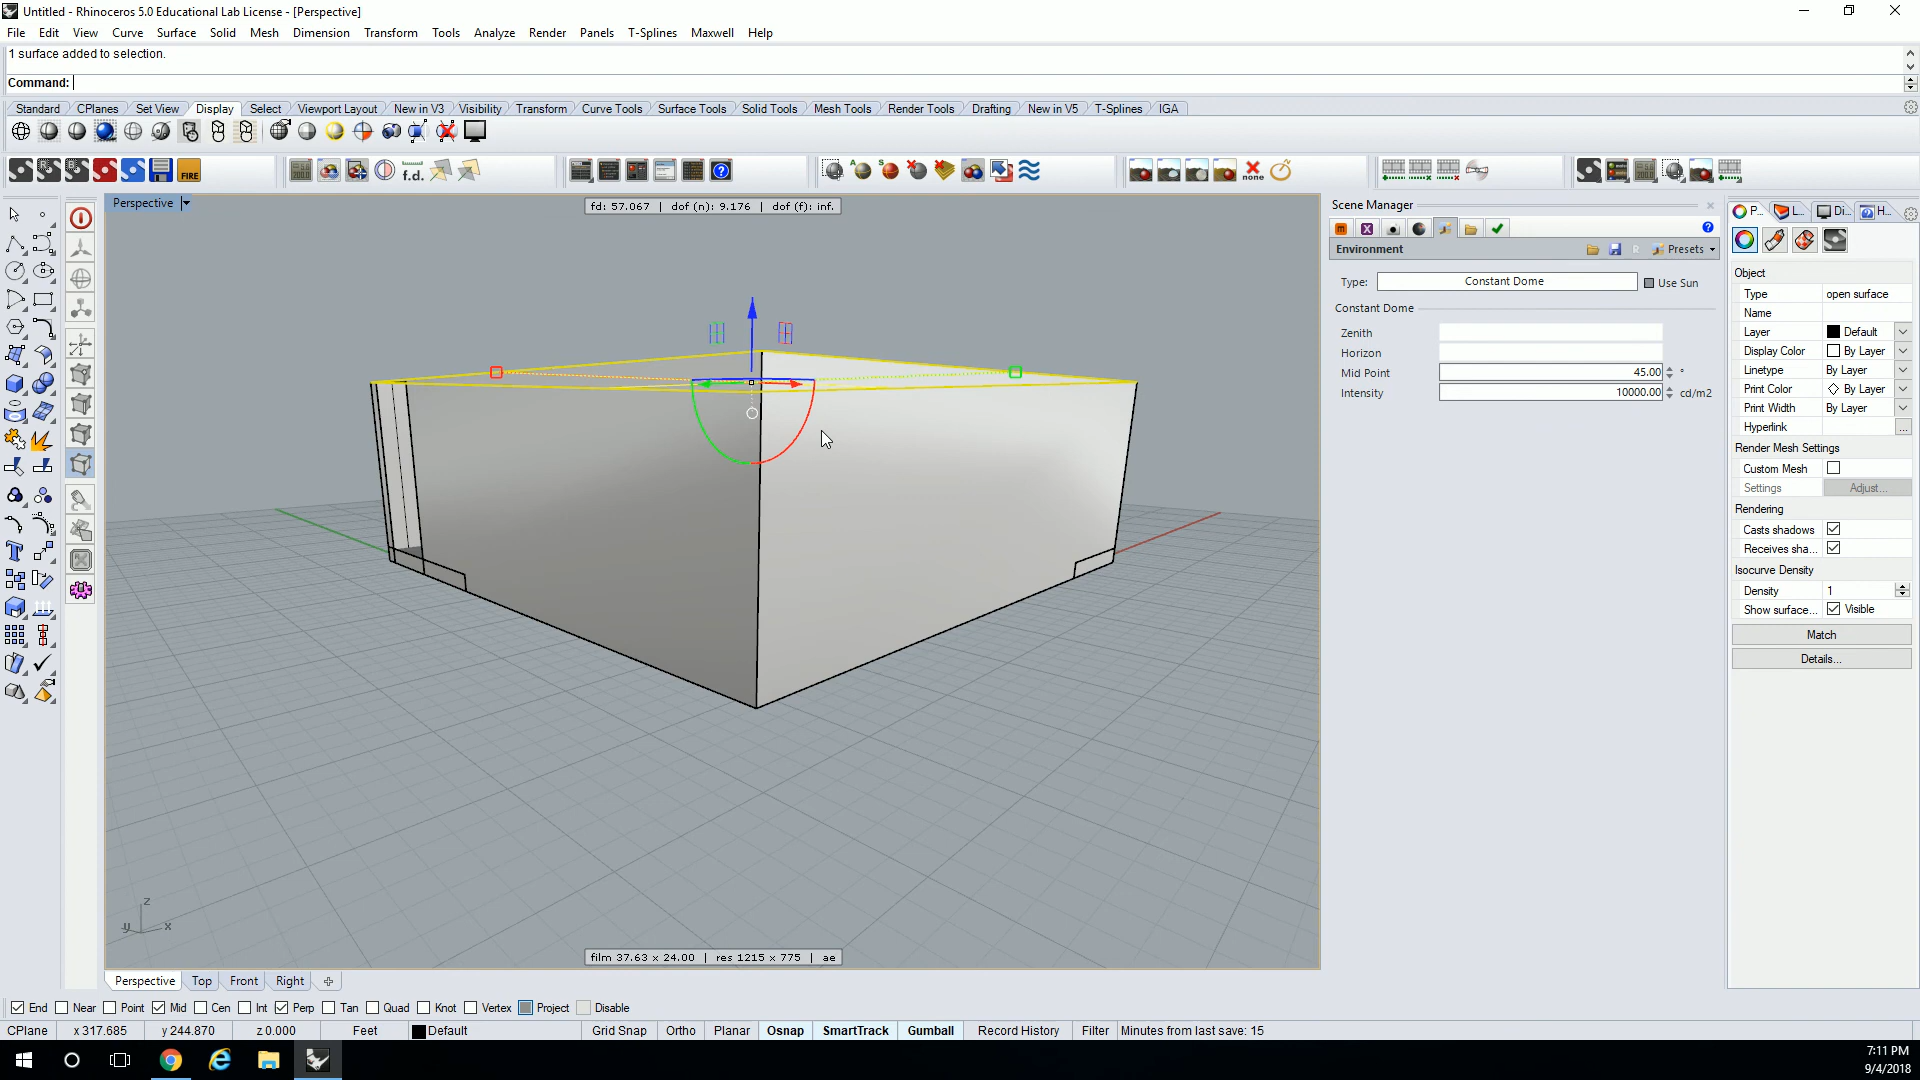 Untitled - Rhinoceros 5.0 Educational Lab License - [Perspective]
File Edit View Curve Surface Solid Mesh Dimension Transform Tools Analyze Render Panels T-Splines Maxwell Help
1 surface added to selection.
Command:
Standard CPlanes Set View Display Select Viewport Layout New in V3 Visibility Transform Curve Tools Surface Tools Solid Tools Mesh Tools Render Tools Drafting New in V5 T-Splines IGA
FIRE f.d. none
Perspective
fd: 57.067 | dof (n): 9.176 | dof (f): inf.
Scene Manager
Environment Presets
Type: Constant Dome Use Sun
Constant Dome
Zenith
Horizon
Mid Point 45.00 °
Intensity 10000.00 cd/m2
P... L... Di... H...
Object
Type open surface
Name
Layer Default
Display Color By Layer
Linetype By Layer
Print Color By Layer
Print Width By Layer
Hyperlink ...
Render Mesh Settings
Custom Mesh
Settings Adjust...
Rendering
Casts shadows
Receives sha...
Isocurve Density
Density 1
Show surface... Visible
Match
Details...
z
y x
film 37.63 x 24.00 | res 1215 x 775 | ae
Perspective Top Front Right
End Near Point Mid Cen Int Perp Tan Quad Knot Vertex Project Disable
CPlane x 317.685 y 244.870 z 0.000 Feet Default Grid Snap Ortho Planar Osnap SmartTrack Gumball Record History Filter Minutes from last save: 15
7:11 PM
9/4/2018